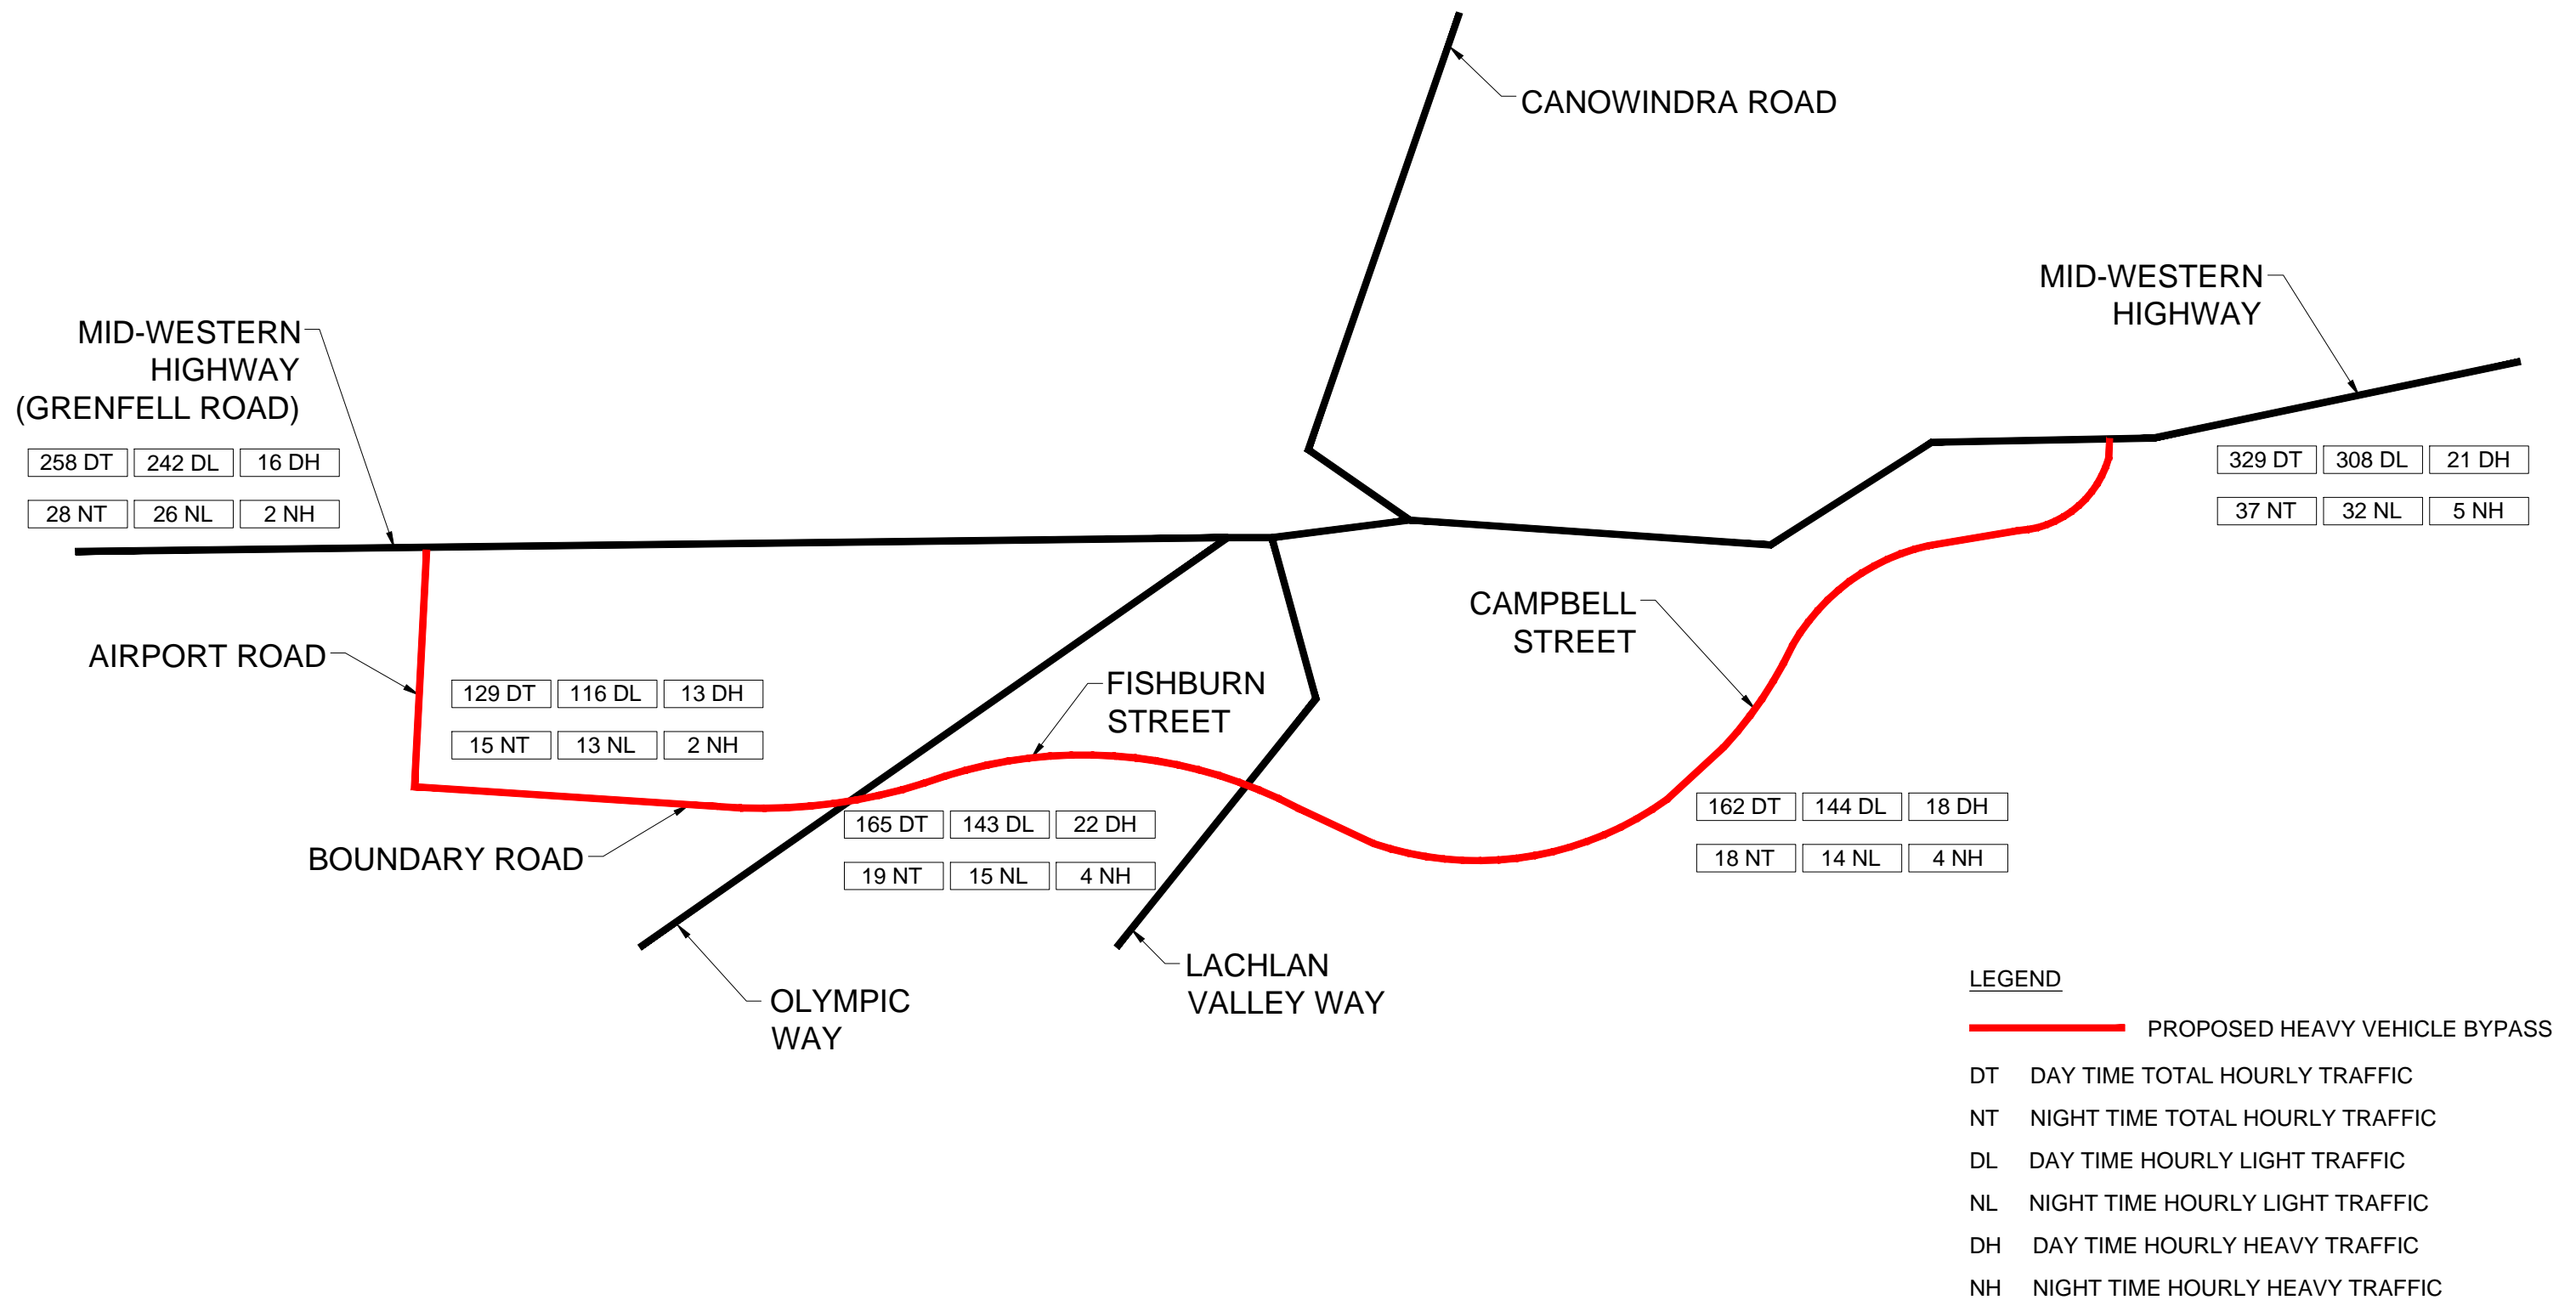 CANOWINDRA ROAD
MID-WESTERN
HIGHWAY
MID-WESTERN
HIGHWAY
(GRENFELL ROAD)
258 DT 242 DL 16 DH
28 NT 26 NL 2 NH
329 DT 308 DL 21 DH
37 NT 32 NL 5 NH
CAMPBELL
STREET
AIRPORT ROAD
FISHBURN
STREET
129 DT 116 DL 13 DH
15 NT 13 NL 2 NH
162 DT 144 DL 18 DH
18 NT 14 NL 4 NH
165 DT 143 DL 22 DH
19 NT 15 NL 4 NH
BOUNDARY ROAD
LACHLAN
VALLEY WAY
OLYMPIC
WAY
LEGEND
PROPOSED HEAVY VEHICLE BYPASS
DT DAY TIME TOTAL HOURLY TRAFFIC
NT NIGHT TIME TOTAL HOURLY TRAFFIC
DL DAY TIME HOURLY LIGHT TRAFFIC
NL NIGHT TIME HOURLY LIGHT TRAFFIC
DH DAY TIME HOURLY HEAVY TRAFFIC
NH NIGHT TIME HOURLY HEAVY TRAFFIC